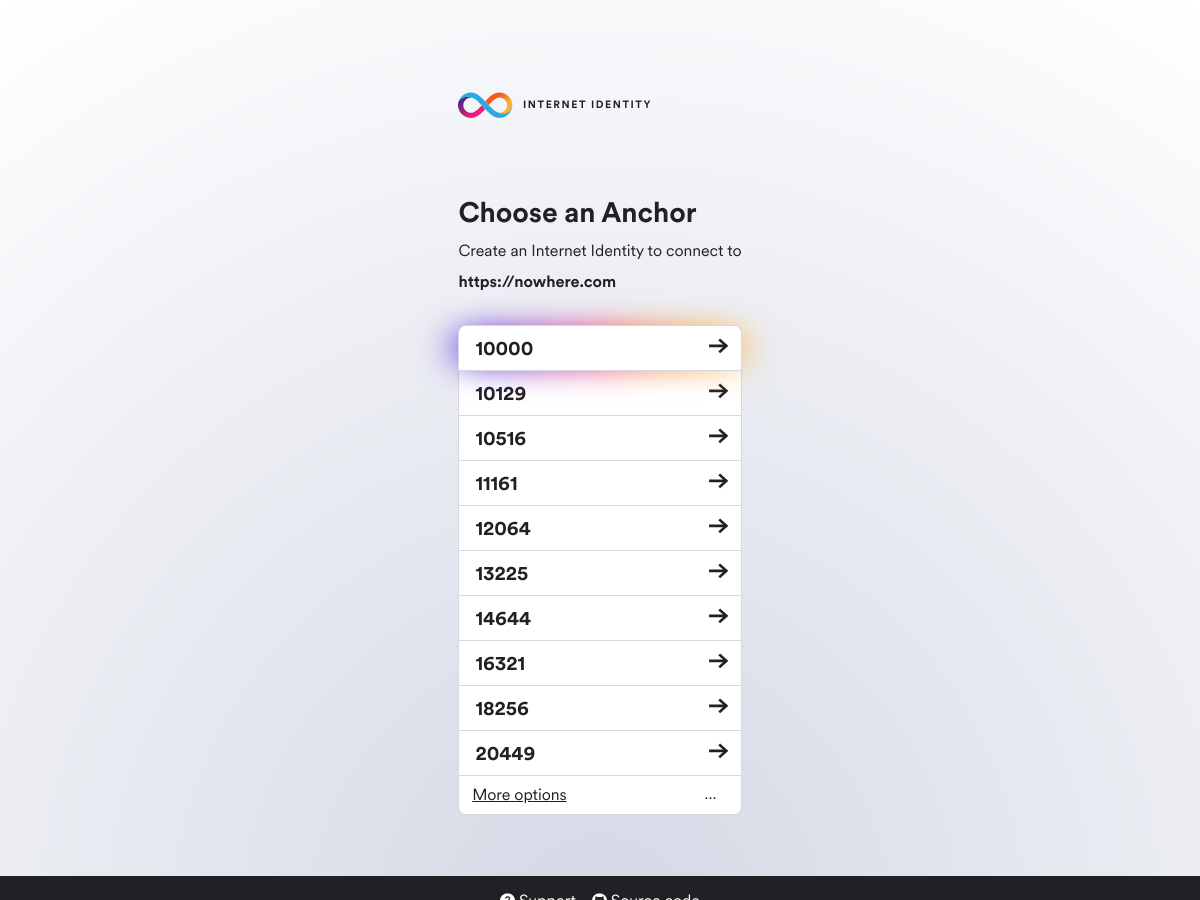 INTERNET IDENTITY
Choose an Anchor
Create an Internet Identity to connect to
https://nowhere.com
10000
10129
10516
11161
12064
13225
14644
16321
18256
20449
More options ...
Support Source code